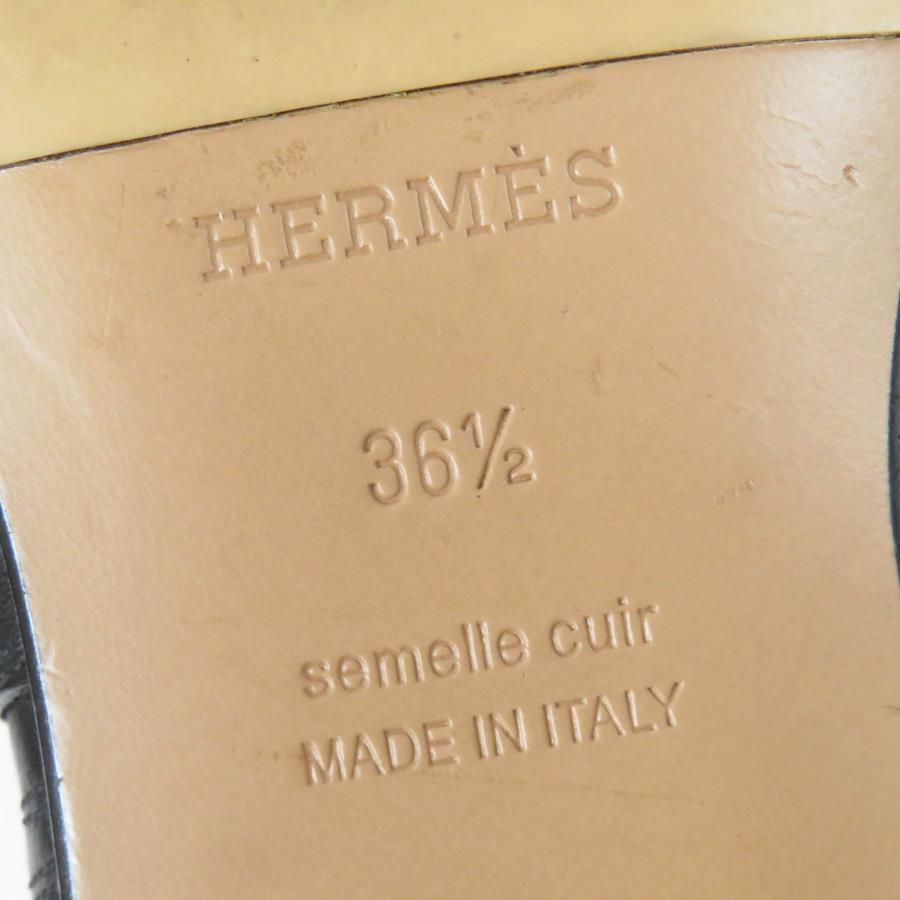 HERMÈS
36½
semelle cuir
MADE IN ITALY